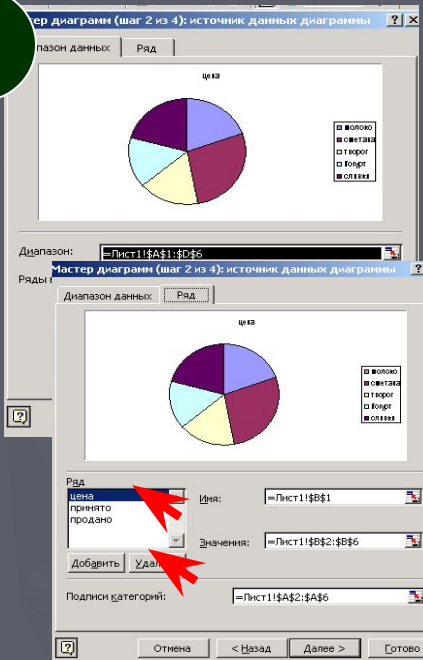 ер диаграмм (шаг 2 из 4): источник данных диаграммы
пазон данных Ряд
цена
молоко
сметана
творог
йогурт
сливки
Диапазон: =Лист1!$A$1:$D$6
Ряды
Мастер диаграмм (шаг 2 из 4): источник данных диаграммы
Диапазон данных Ряд
цена
молоко
сметана
творог
йогурт
сливки
Ряд
цена
принято
продано
Имя: =Лист1!$B$1
Значения: =Лист1!$B$2:$B$6
Добавить Удал
Подписи категорий: =Лист1!$A$2:$A$6
Отмена < Назад Далее > Готово